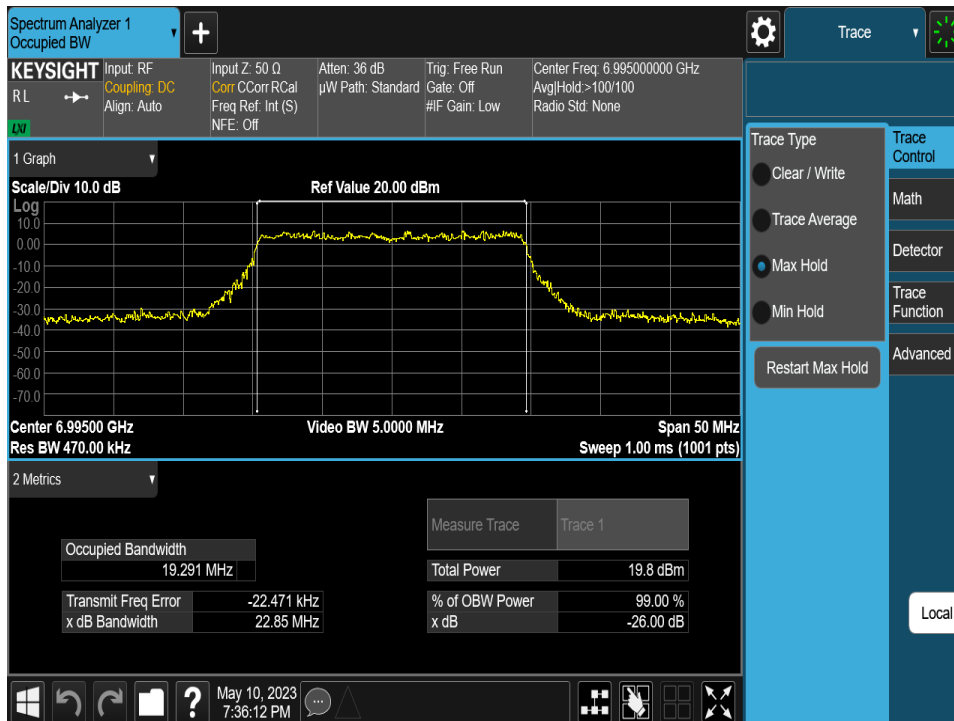 Spectrum Analyzer 1
Occupied BW
+
Trace
KEYSIGHT
R L
LXI
Input: RF
Coupling: DC
Align: Auto
Input Z: 50 Ω
Corr CCorr RCal
Freq Ref: Int (S)
NFE: Off
Atten: 36 dB
µW Path: Standard
Trig: Free Run
Gate: Off
#IF Gain: Low
Center Freq: 6.995000000 GHz
Avg|Hold:>100/100
Radio Std: None
1 Graph
Scale/Div 10.0 dB
Ref Value 20.00 dBm
Log
10.0
0.00
-10.0
-20.0
-30.0
-40.0
-50.0
-60.0
-70.0
Center 6.99500 GHz
Video BW 5.0000 MHz
Span 50 MHz
Res BW 470.00 kHz
Sweep 1.00 ms (1001 pts)
2 Metrics
Measure Trace
Trace 1
Occupied Bandwidth
19.291 MHz
Total Power
19.8 dBm
Transmit Freq Error
-22.471 kHz
% of OBW Power
99.00 %
x dB Bandwidth
22.85 MHz
x dB
-26.00 dB
Trace Type
Clear / Write
Trace Average
Max Hold
Min Hold
Restart Max Hold
Trace
Control
Math
Detector
Trace
Function
Advanced
Local
?
May 10, 2023
7:36:12 PM